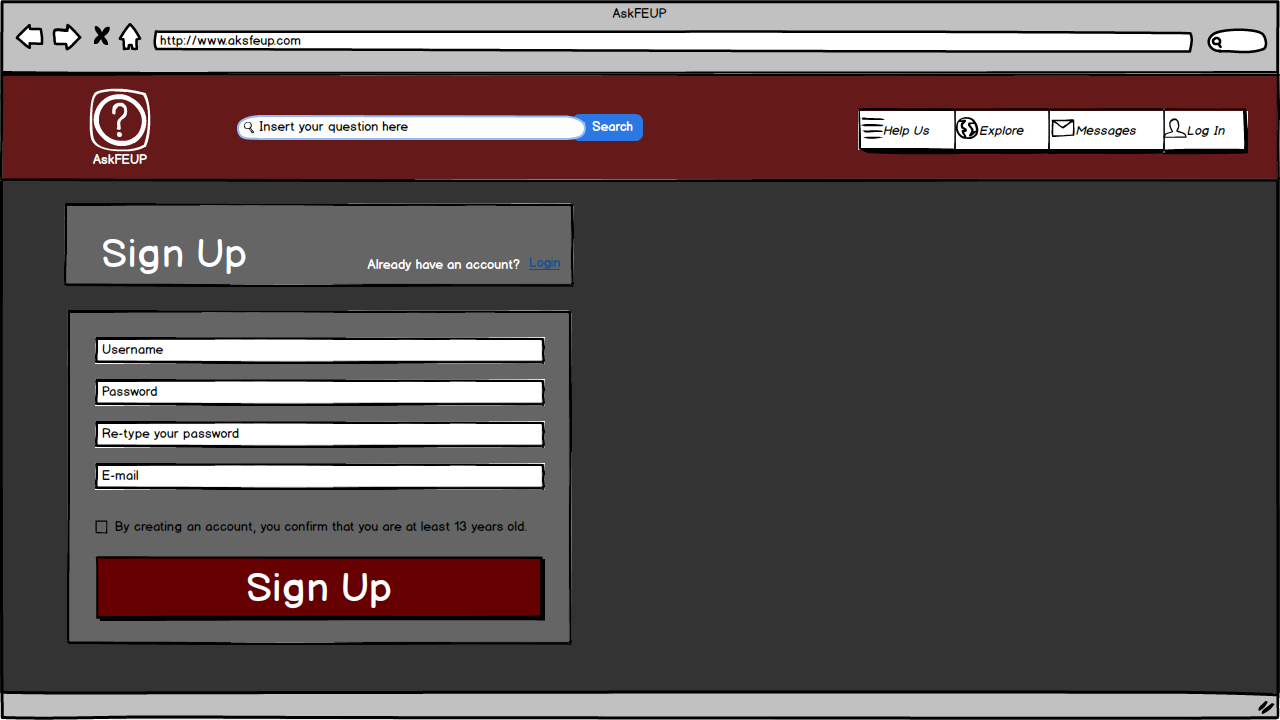 AskFEUP
http://www.aksfeup.com
AskFEUP
Insert your question here
Search
Help Us
Explore
Messages
Log In
Sign Up
Already have an account? Login
Username
Password
Re-type your password
E-mail
By creating an account, you confirm that you are at least 13 years old.
Sign Up